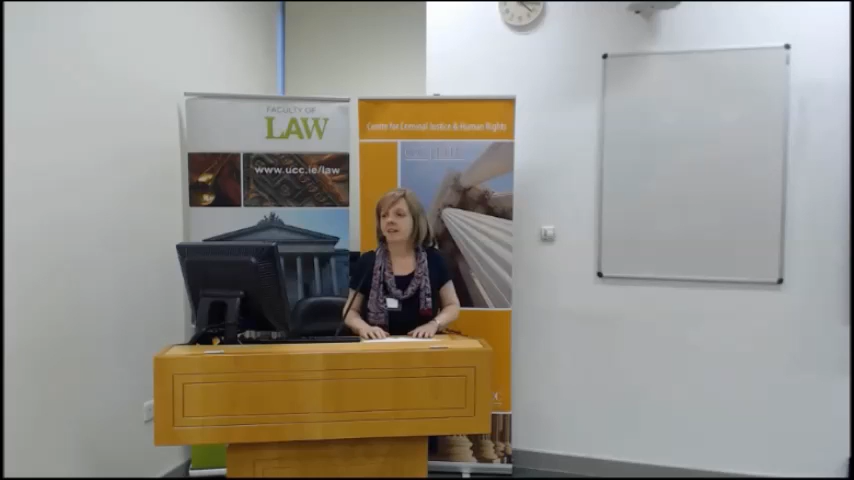 FACULTY OF
LAW
www.ucc.ie/law
Centre for Criminal Justice & Human Rights